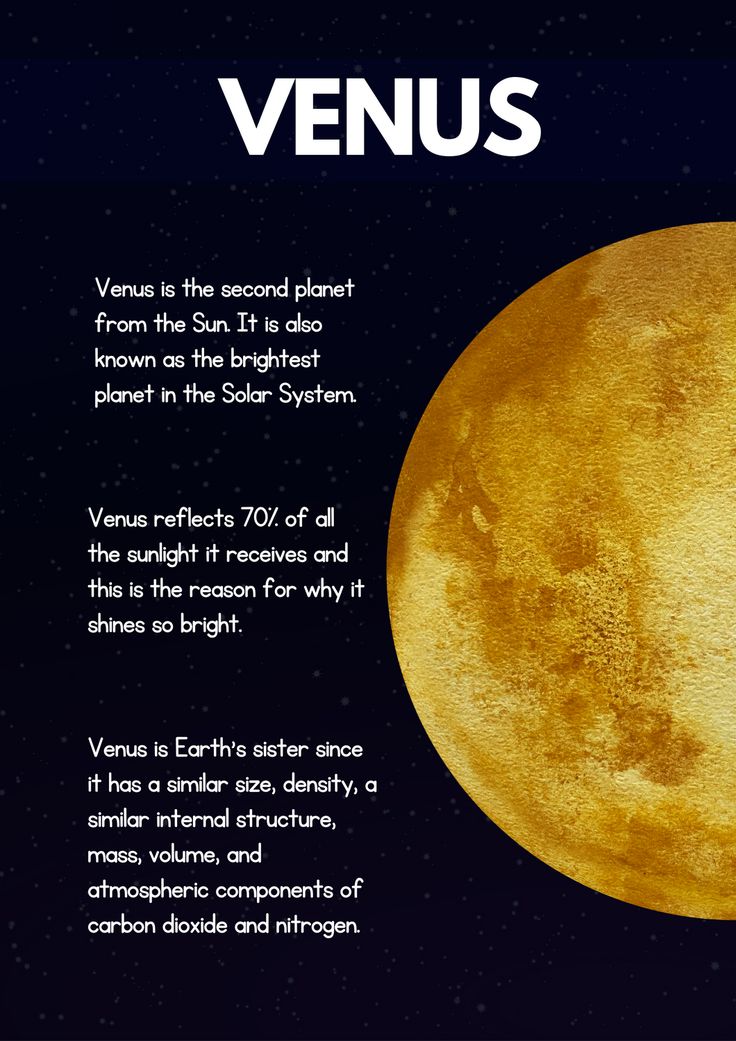 VENUS
Venus is the second planet
from the Sun. It is also
known as the brightest
planet in the Solar System.
Venus reflects 70% of all
the sunlight it receives and
this is the reason for why it
shines so bright.
Venus is Earth's sister since
it has a similar size, density, a
similar internal structure,
mass, volume, and
atmospheric components of
carbon dioxide and nitrogen.